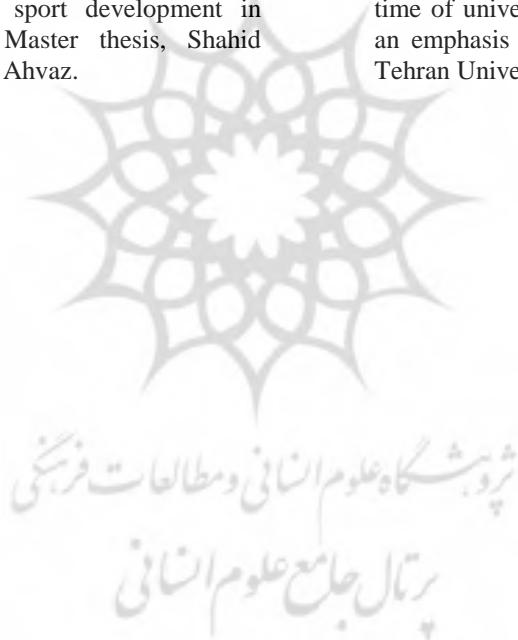 sport development in
Master thesis, Shahid
Ahvaz.
time of unive
an emphasis
Tehran Unive
پژوهشگاه علوم انسانی و مطالعات فرهنگی
پرتال جامع علوم انسانی